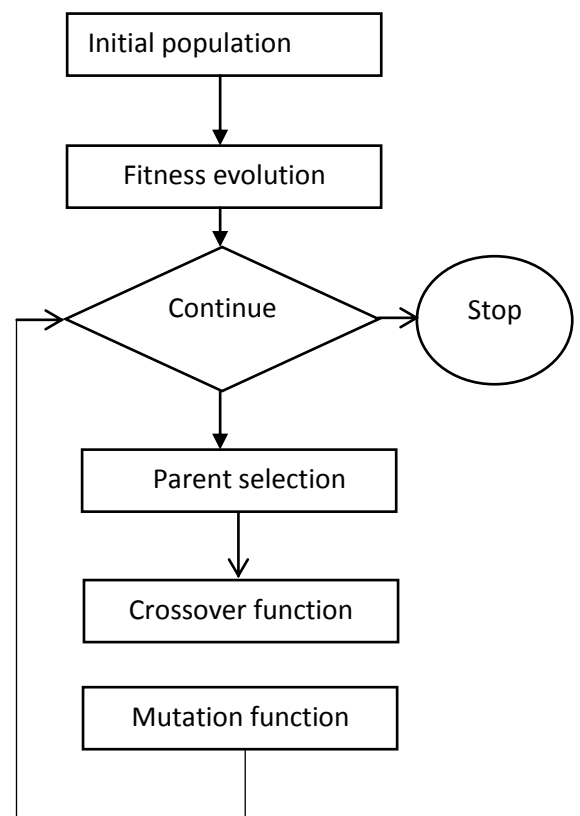 Initial population
Fitness evolution
Continue
Stop
Parent selection
Crossover function
Mutation function